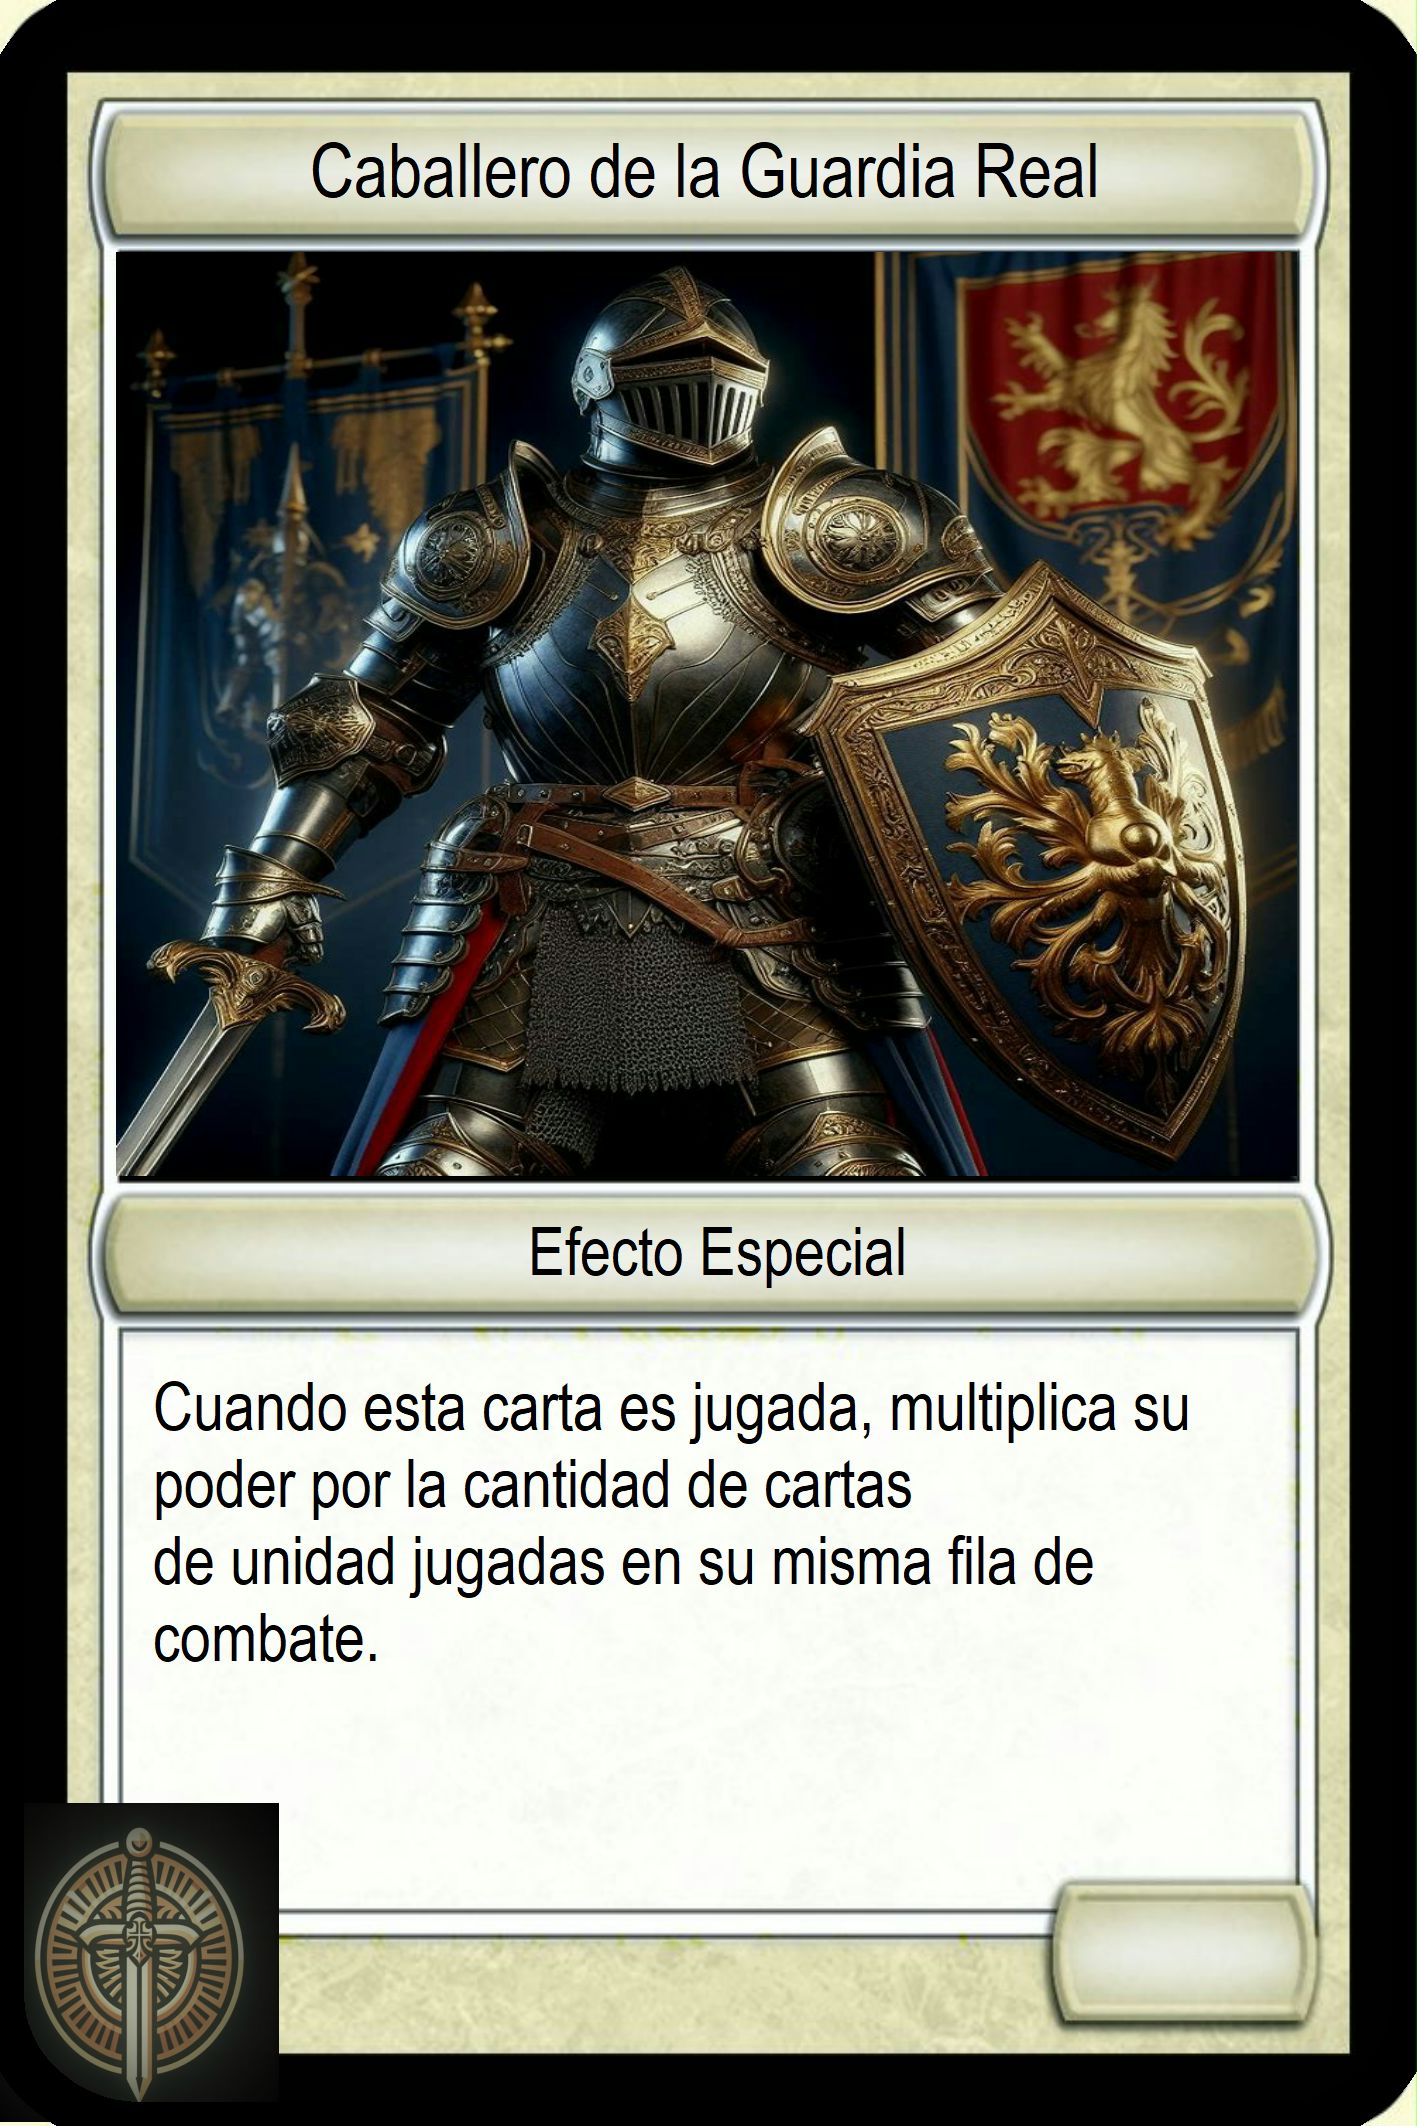 Caballero de la Guardia Real
Efecto Especial
Cuando esta carta es jugada, multiplica su
poder por la cantidad de cartas
de unidad jugadas en su misma fila de
combate.